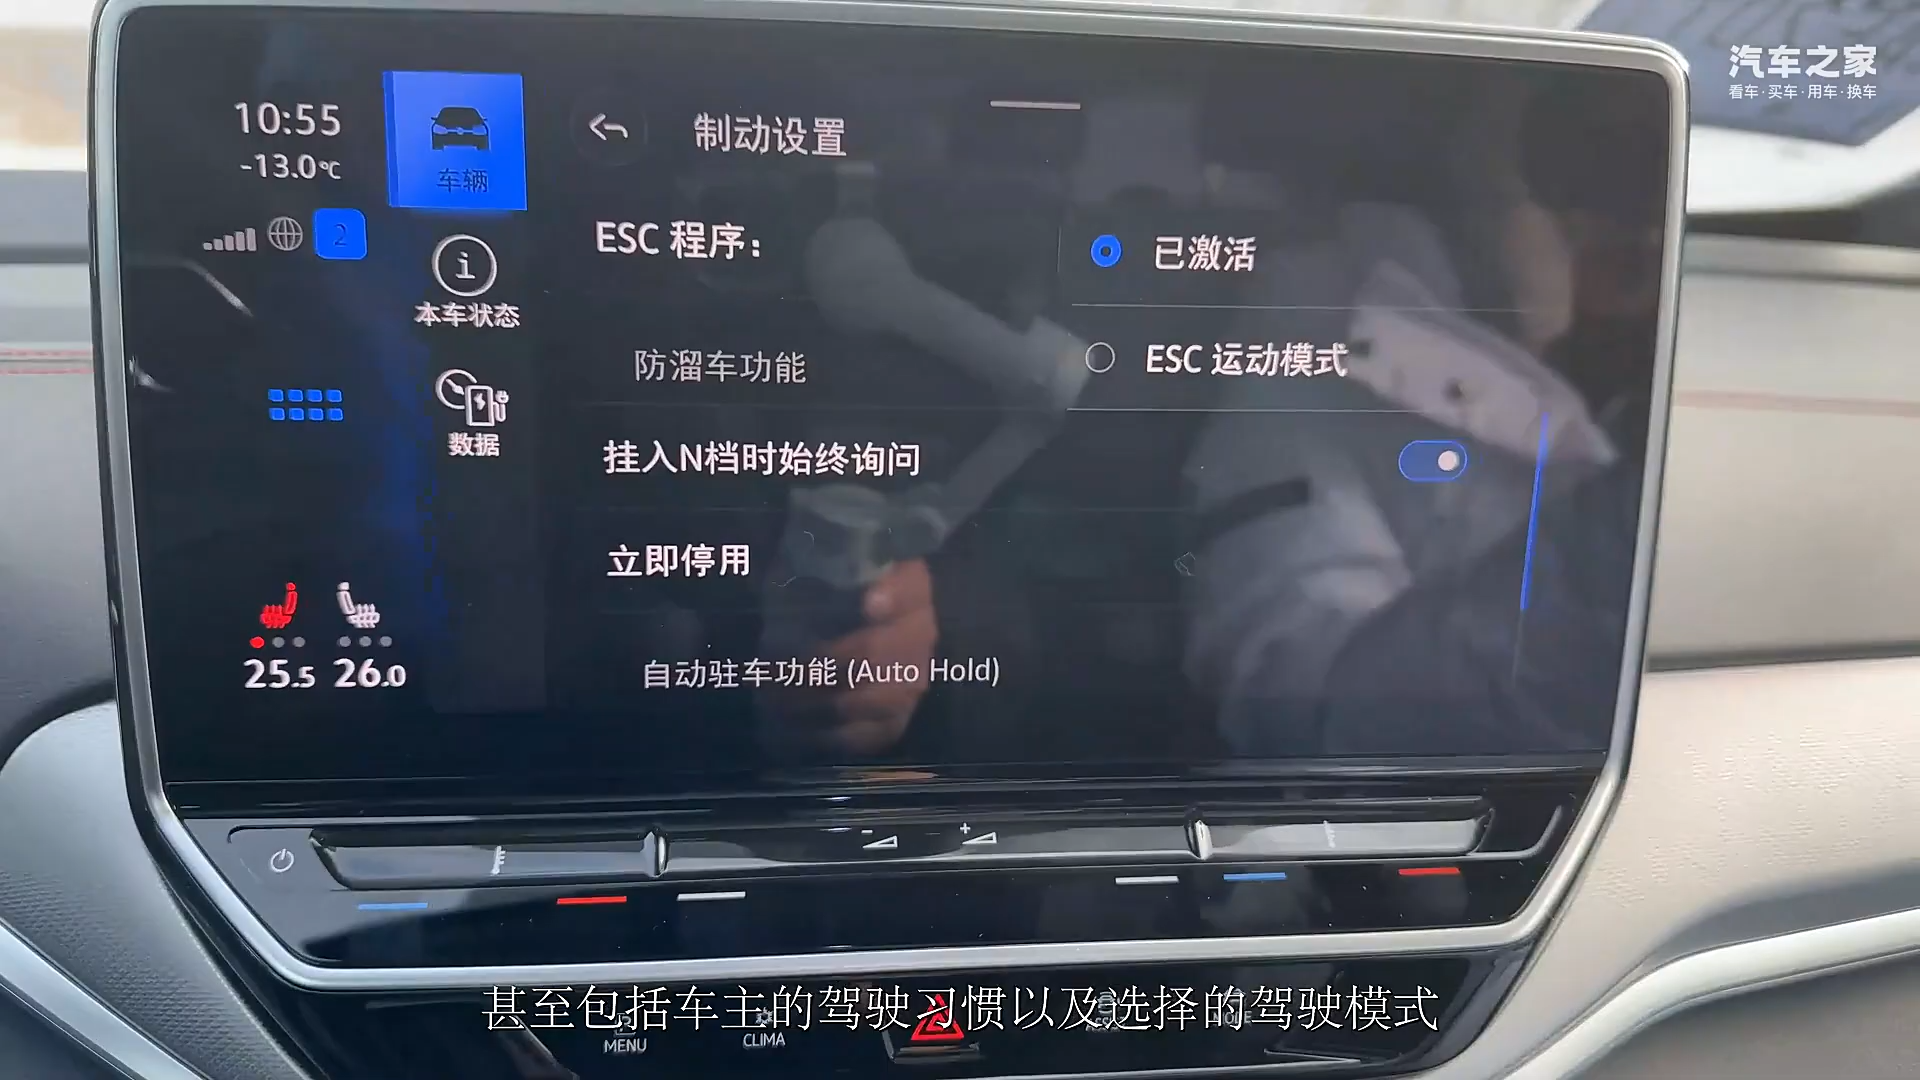 汽车之家
看车·买车·用车·换车
10:55
-13.0℃
2
车辆
本车状态
数据
制动设置
ESC 程序：
已激活
ESC 运动模式
防溜车功能
挂入N档时始终询问
立即停用
自动驻车功能 (Auto Hold)
25.5 26.0
甚至包括车主的驾驶习惯以及选择的驾驶模式
MENU
CLIMA